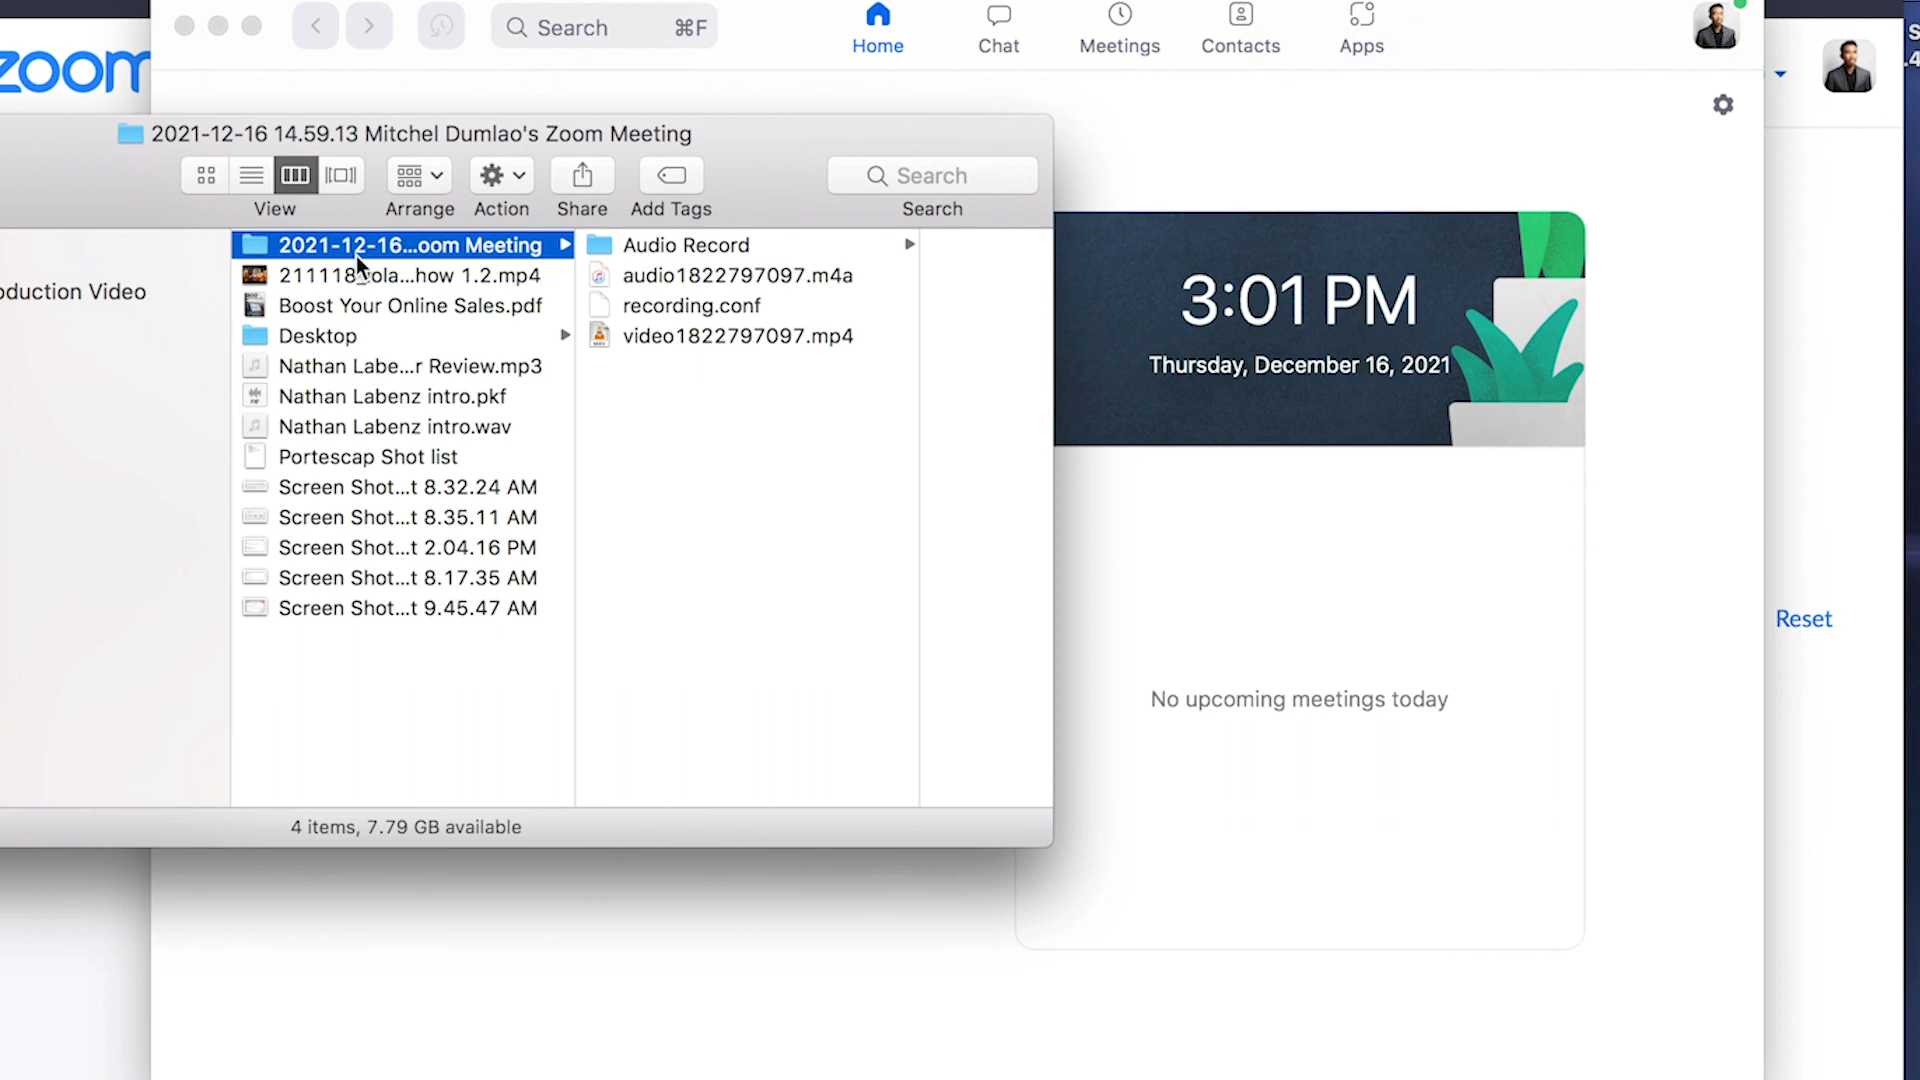 Search ⌘F
Home
Chat
Meetings
Contacts
Apps
zoom
2021-12-16 14.59.13 Mitchel Dumlao's Zoom Meeting
Search
View
Arrange
Action
Share
Add Tags
Search
oduction Video
2021-12-16...oom Meeting
how 1.2.mp4
Boost Your Online Sales.pdf
Desktop
Nathan Labe...r Review.mp3
Nathan Labenz intro.pkf
Nathan Labenz intro.wav
Portescap Shot list
Screen Shot...t 8.32.24 AM
Screen Shot...t 8.35.11 AM
Screen Shot...t 2.04.16 PM
Screen Shot...t 8.17.35 AM
Screen Shot...t 9.45.47 AM
Audio Record
audio1822797097.m4a
recording.conf
video1822797097.mp4
4 items, 7.79 GB available
3:01 PM
Thursday, December 16, 2021
No upcoming meetings today
Reset